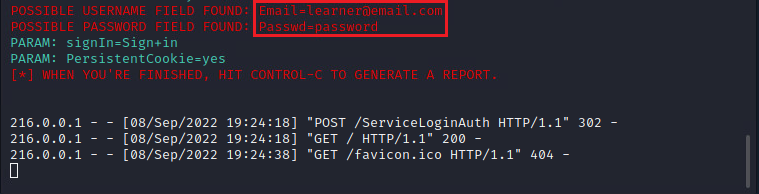 POSSIBLE USERNAME FIELD FOUND: Email=learner@email.com
POSSIBLE PASSWORD FIELD FOUND: Passwd=password
PARAM: signIn=Sign+in
PARAM: PersistentCookie=yes
[*] WHEN YOU'RE FINISHED, HIT CONTROL-C TO GENERATE A REPORT.
216.0.0.1 - - [08/Sep/2022 19:24:18] "POST /ServiceLoginAuth HTTP/1.1" 302 -
216.0.0.1 - - [08/Sep/2022 19:24:18] "GET / HTTP/1.1" 200 -
216.0.0.1 - - [08/Sep/2022 19:24:38] "GET /favicon.ico HTTP/1.1" 404 -